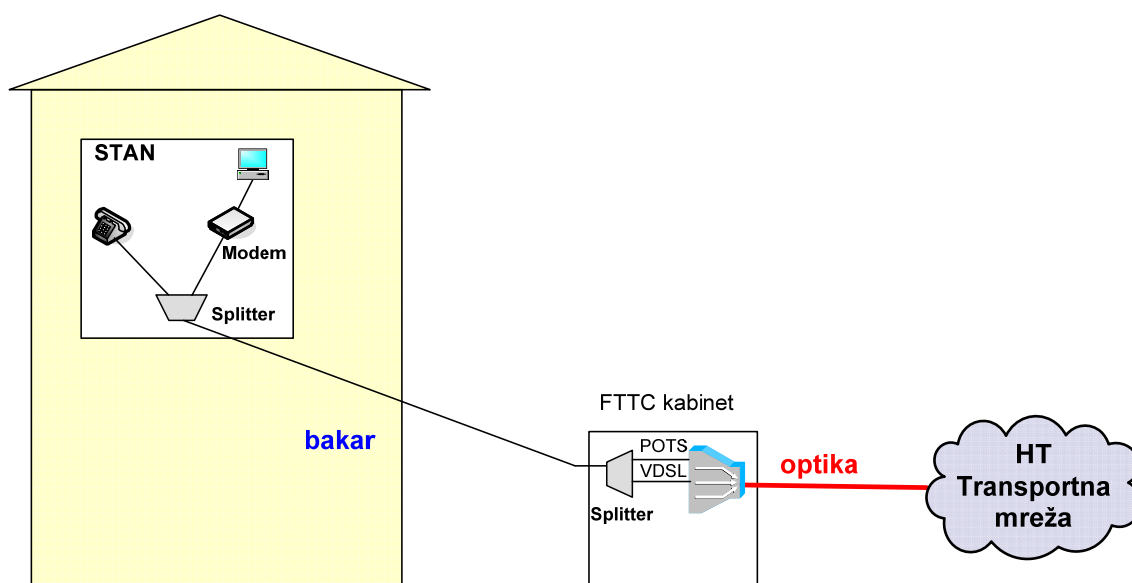 STAN
Modem
Splitter
bakar
FTTC kabinet
POTS
VDSL
Splitter
optika
HT
Transportna
mreža